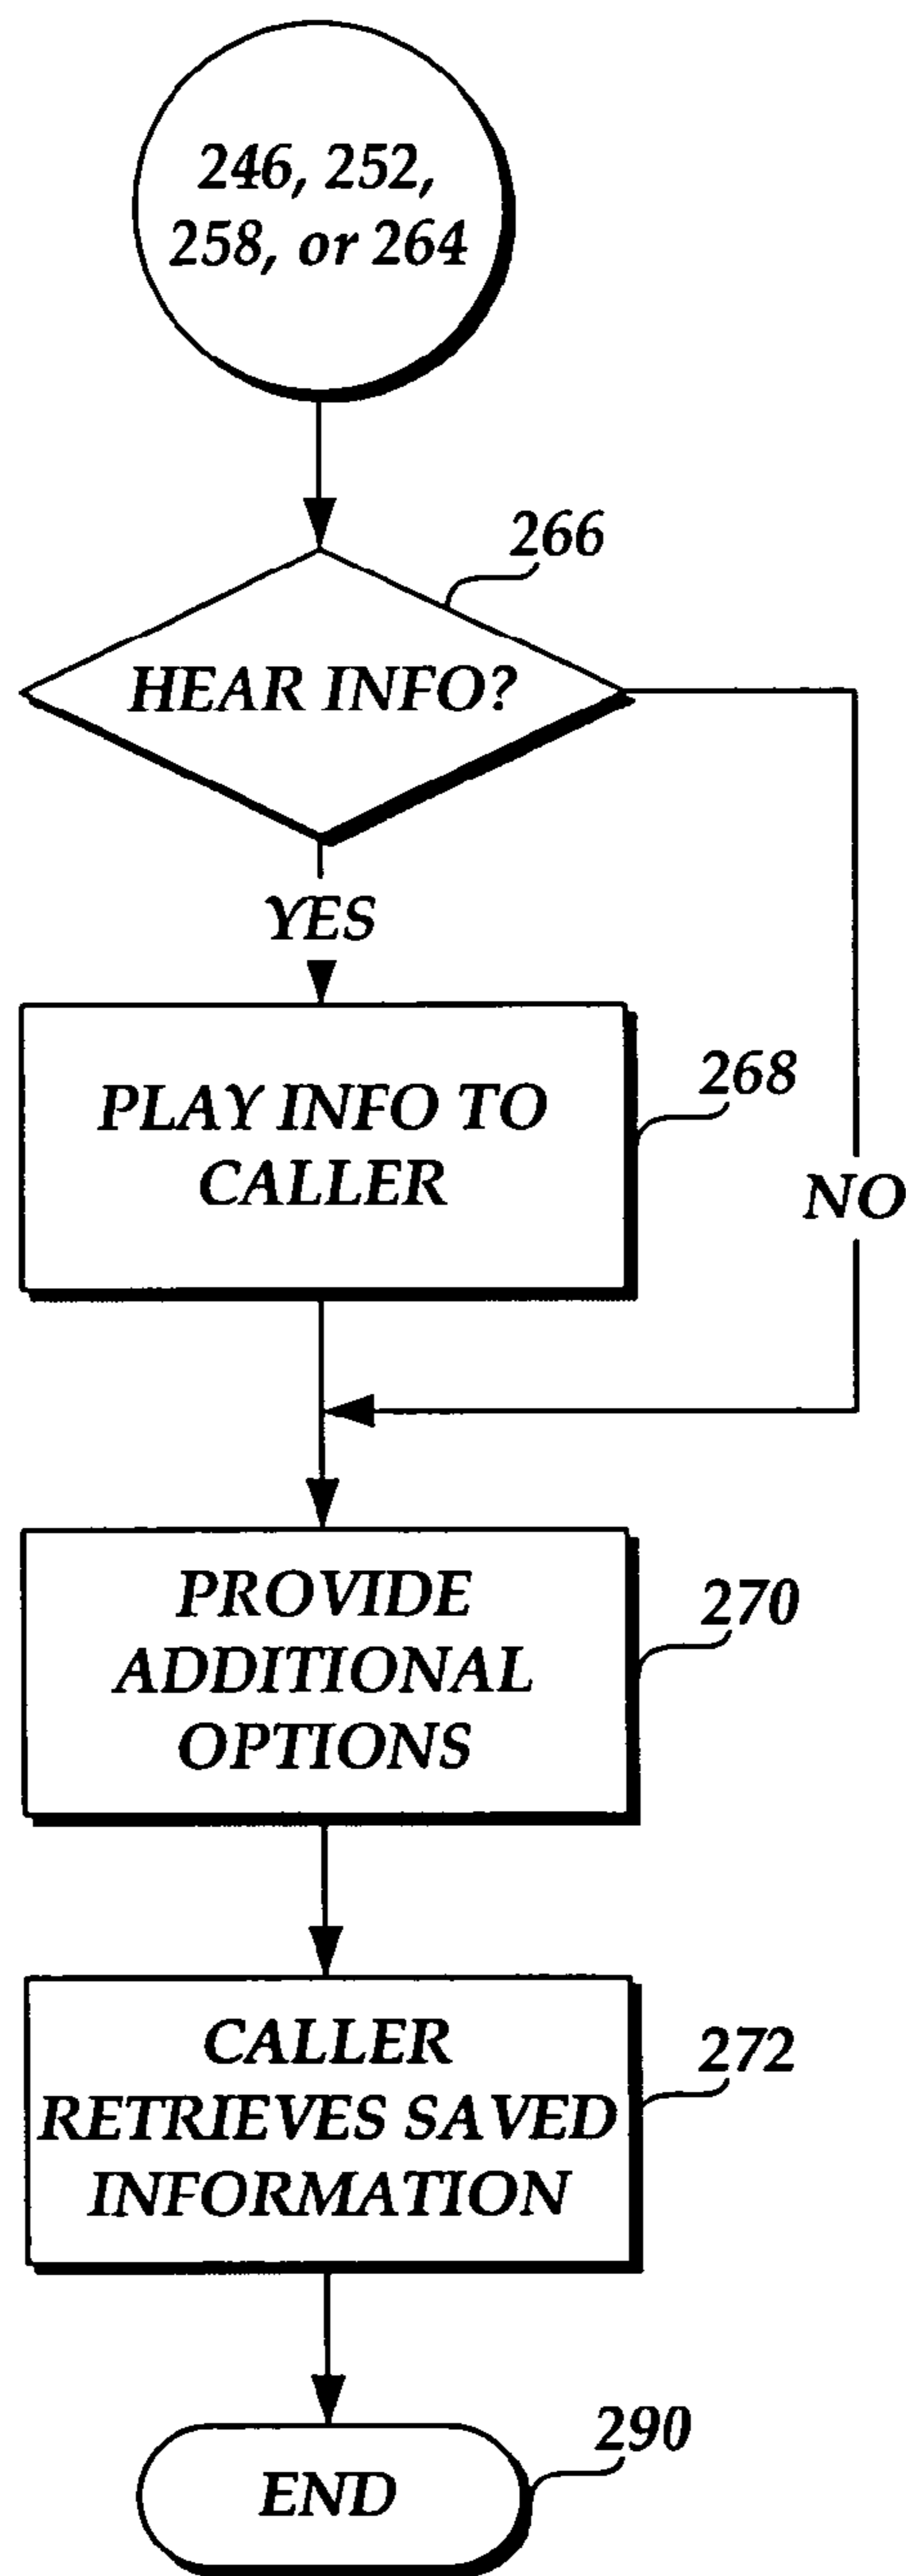 246, 252,
258, or 264
266
HEAR INFO?
YES
268
PLAY INFO TO
CALLER
NO
270
PROVIDE
ADDITIONAL
OPTIONS
272
CALLER
RETRIEVES SAVED
INFORMATION
290
END